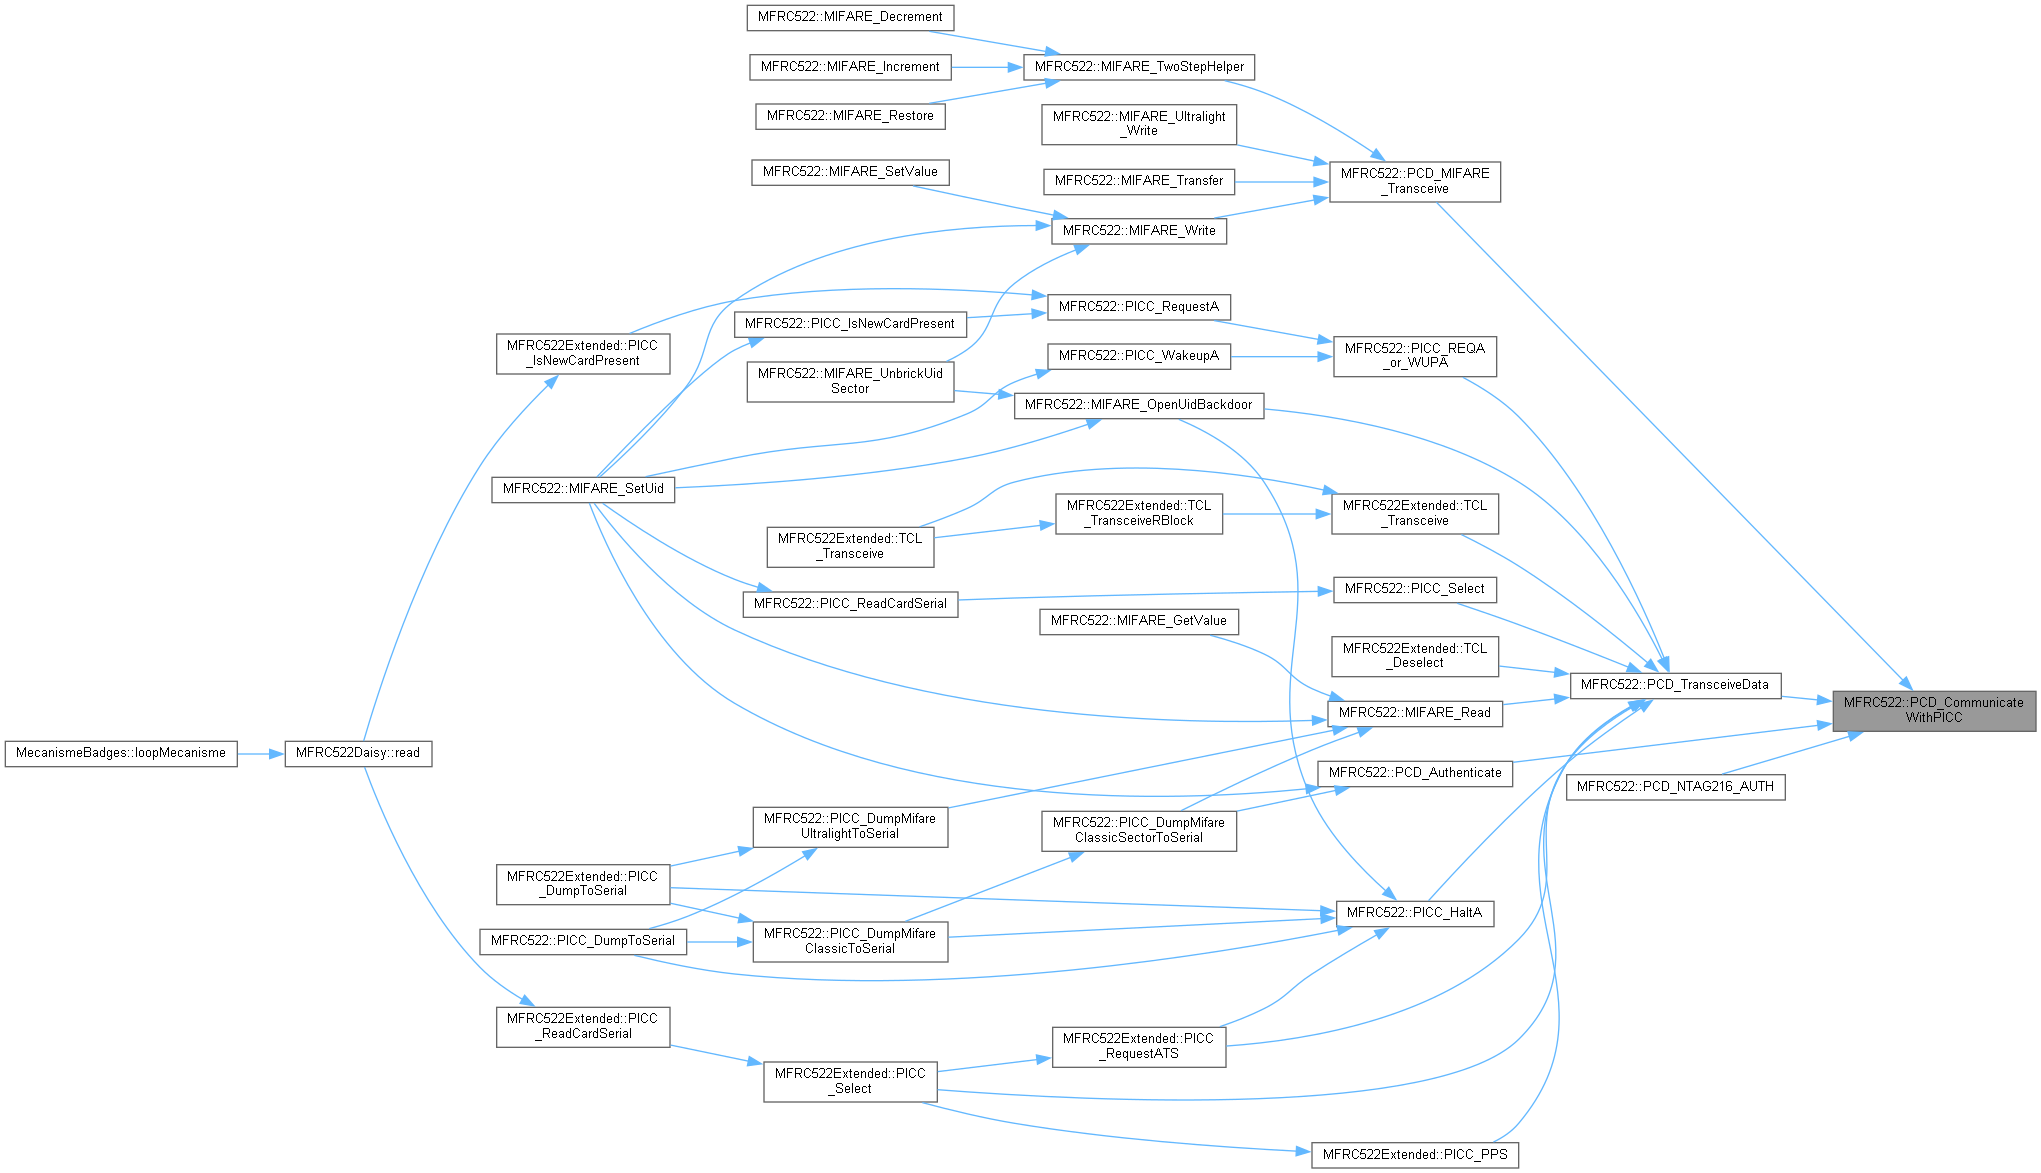 MFRC522::MIFARE_Decrement
MFRC522::MIFARE_Increment
MFRC522::MIFARE_TwoStepHelper
MFRC522::MIFARE_Restore
MFRC522::MIFARE_Ultralight
_Write
MFRC522::MIFARE_SetValue
MFRC522::MIFARE_Transfer
MFRC522::PCD_MIFARE
_Transceive
MFRC522::MIFARE_Write
MFRC522::PICC_RequestA
MFRC522::PICC_IsNewCardPresent
MFRC522Extended::PICC
_IsNewCardPresent
MFRC522::PICC_WakeupA
MFRC522::PICC_REQA
_or_WUPA
MFRC522::MIFARE_UnbrickUid
Sector
MFRC522::MIFARE_OpenUidBackdoor
MFRC522::MIFARE_SetUid
MFRC522Extended::TCL
_TransceiveRBlock
MFRC522Extended::TCL
_Transceive
MFRC522Extended::TCL
_Transceive
MFRC522::PICC_Select
MFRC522::PICC_ReadCardSerial
MFRC522::MIFARE_GetValue
MFRC522Extended::TCL
_Deselect
MFRC522::PCD_TransceiveData
MFRC522::PCD_Communicate
WithPICC
MFRC522::MIFARE_Read
MecanismeBadges::loopMecanisme
MFRC522Daisy::read
MFRC522::PCD_Authenticate
MFRC522::PCD_NTAG216_AUTH
MFRC522::PICC_DumpMifare
UltralightToSerial
MFRC522::PICC_DumpMifare
ClassicSectorToSerial
MFRC522Extended::PICC
_DumpToSerial
MFRC522::PICC_HaltA
MFRC522::PICC_DumpToSerial
MFRC522::PICC_DumpMifare
ClassicToSerial
MFRC522Extended::PICC
_ReadCardSerial
MFRC522Extended::PICC
_RequestATS
MFRC522Extended::PICC
_Select
MFRC522Extended::PICC_PPS